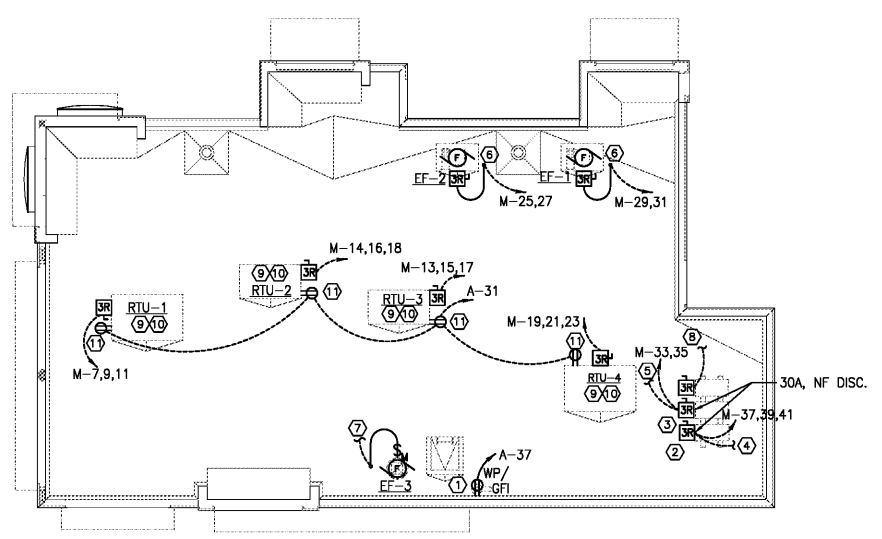 F
6
F
6
EF-2
3R
EF-1
3R
M-25,27
M-29,31
M-14,16,18
9 10
3R
M-13,15,17
RTU-2
11
3R
A-31
RTU-1
3R
9 10
11
RTU-3
9 10
11
M-19,21,23
11
3R
M-7,9,11
RTU-4
9 10
8
M-33,35
5
3R
30A, NF DISC.
3R
M-37,39,41
3
3R
2
4
7
S
M
F
EF-3
A-37
1
WP/
GFI